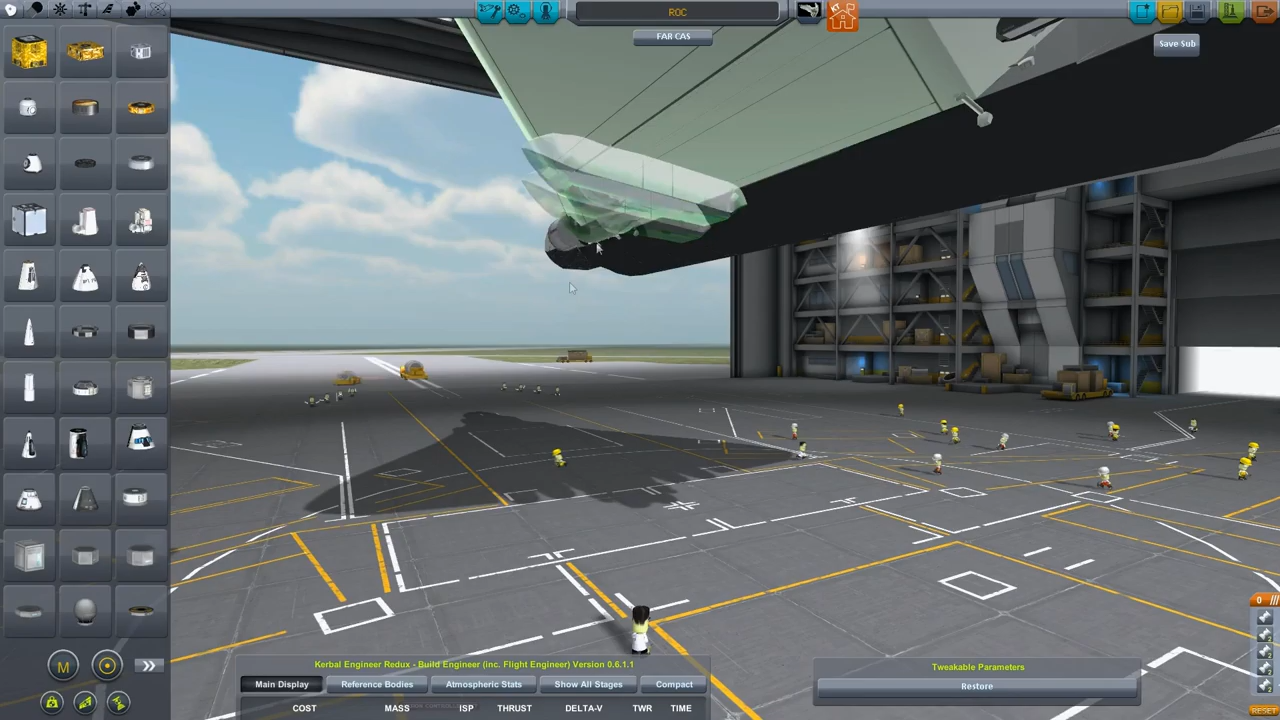 ROC
FAR CAS
Save Sub
M
0
Kerbal Engineer Redux - Build Engineer (inc. Flight Engineer) Version 0.6.1.1
Main Display
Reference Bodies
Atmospheric Stats
Show All Stages
Compact
COST MASS ISP THRUST DELTA-V TWR TIME
Tweakable Parameters
Restore
RESET